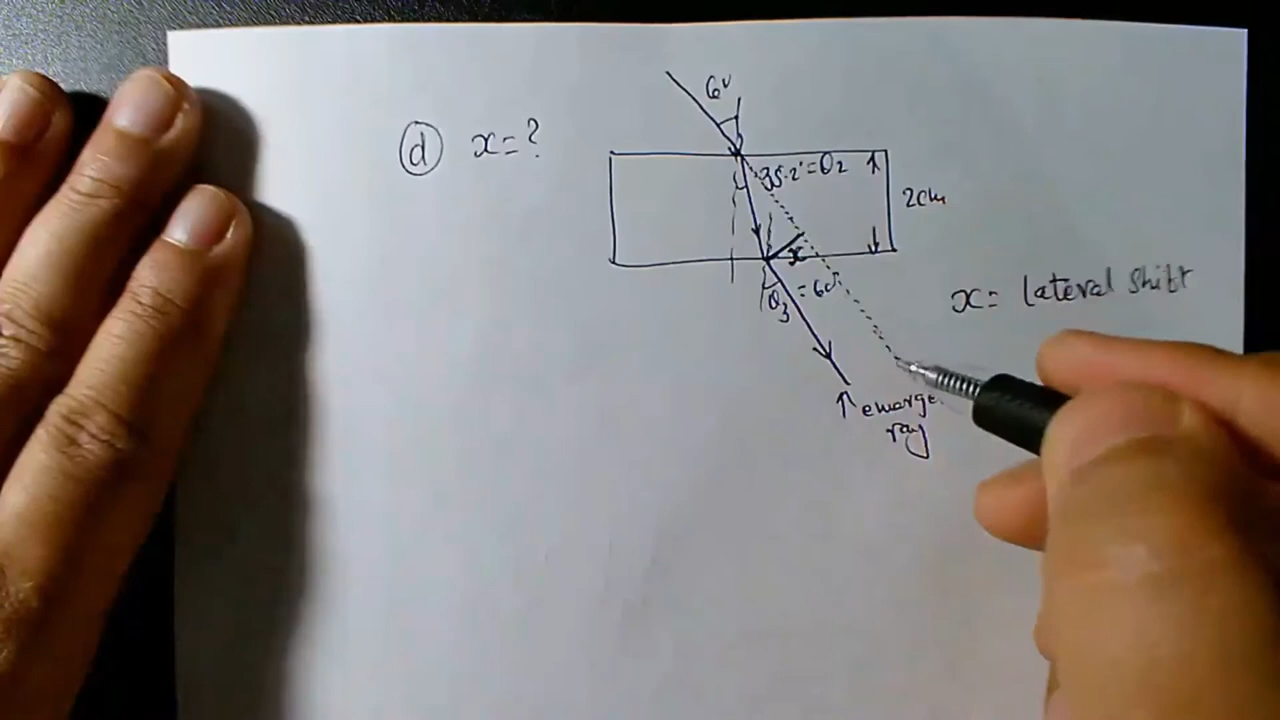 60°
ⓓ x = ?
35.2° = θ2
2cm
x
θ3 = 60°
x = lateral shift
↑ emerge
ray